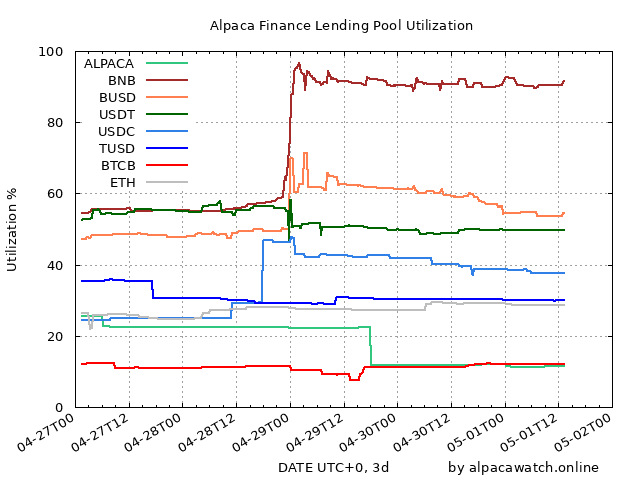 Alpaca Finance Lending Pool Utilization
100
80
60
40
20
0
Utilization %
ALPACA
BNB
BUSD
USDT
USDC
TUSD
BTCB
ETH
04-27T00
04-27T12
04-28T00
04-28T12
04-29T00
04-29T12
04-30T00
04-30T12
05-01T00
05-01T12
05-02T00
DATE UTC+0, 3d
by alpacawatch.online